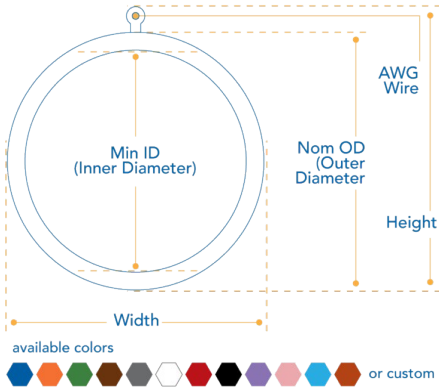 AWG
Wire
Min ID
(Inner Diameter)
Nom OD
(Outer
Diameter
Height
Width
available colors
or custom